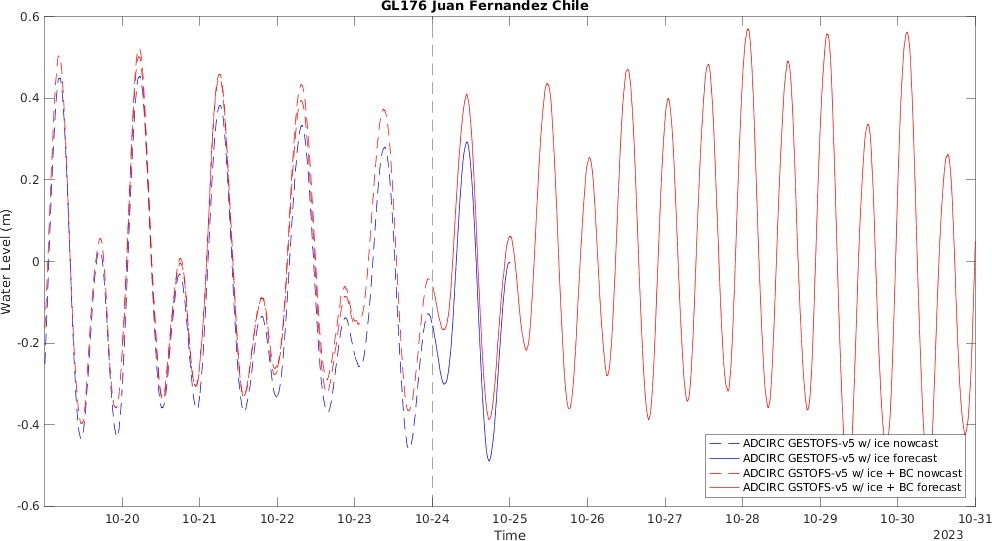 GL176 Juan Fernandez Chile
0.6
0.4
0.2
0
-0.2
-0.4
-0.6
Water Level (m)
10-20
10-21
10-22
10-23
10-24
10-25
10-26
10-27
10-28
10-29
10-30
10-31
Time
2023
ADCIRC GESTOFS-v5 w/ ice nowcast
ADCIRC GESTOFS-v5 w/ ice forecast
ADCIRC GSTOFS-v5 w/ ice + BC nowcast
ADCIRC GSTOFS-v5 w/ ice + BC forecast